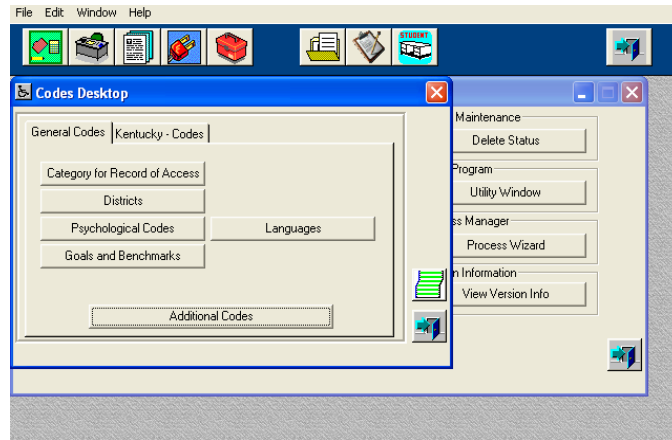 File Edit Window Help
STUDENT
Codes Desktop
General Codes Kentucky - Codes
Category for Record of Access
Districts
Psychological Codes Languages
Goals and Benchmarks
Additional Codes
Maintenance
Delete Status
Program
Utility Window
ss Manager
Process Wizard
n Information
View Version Info